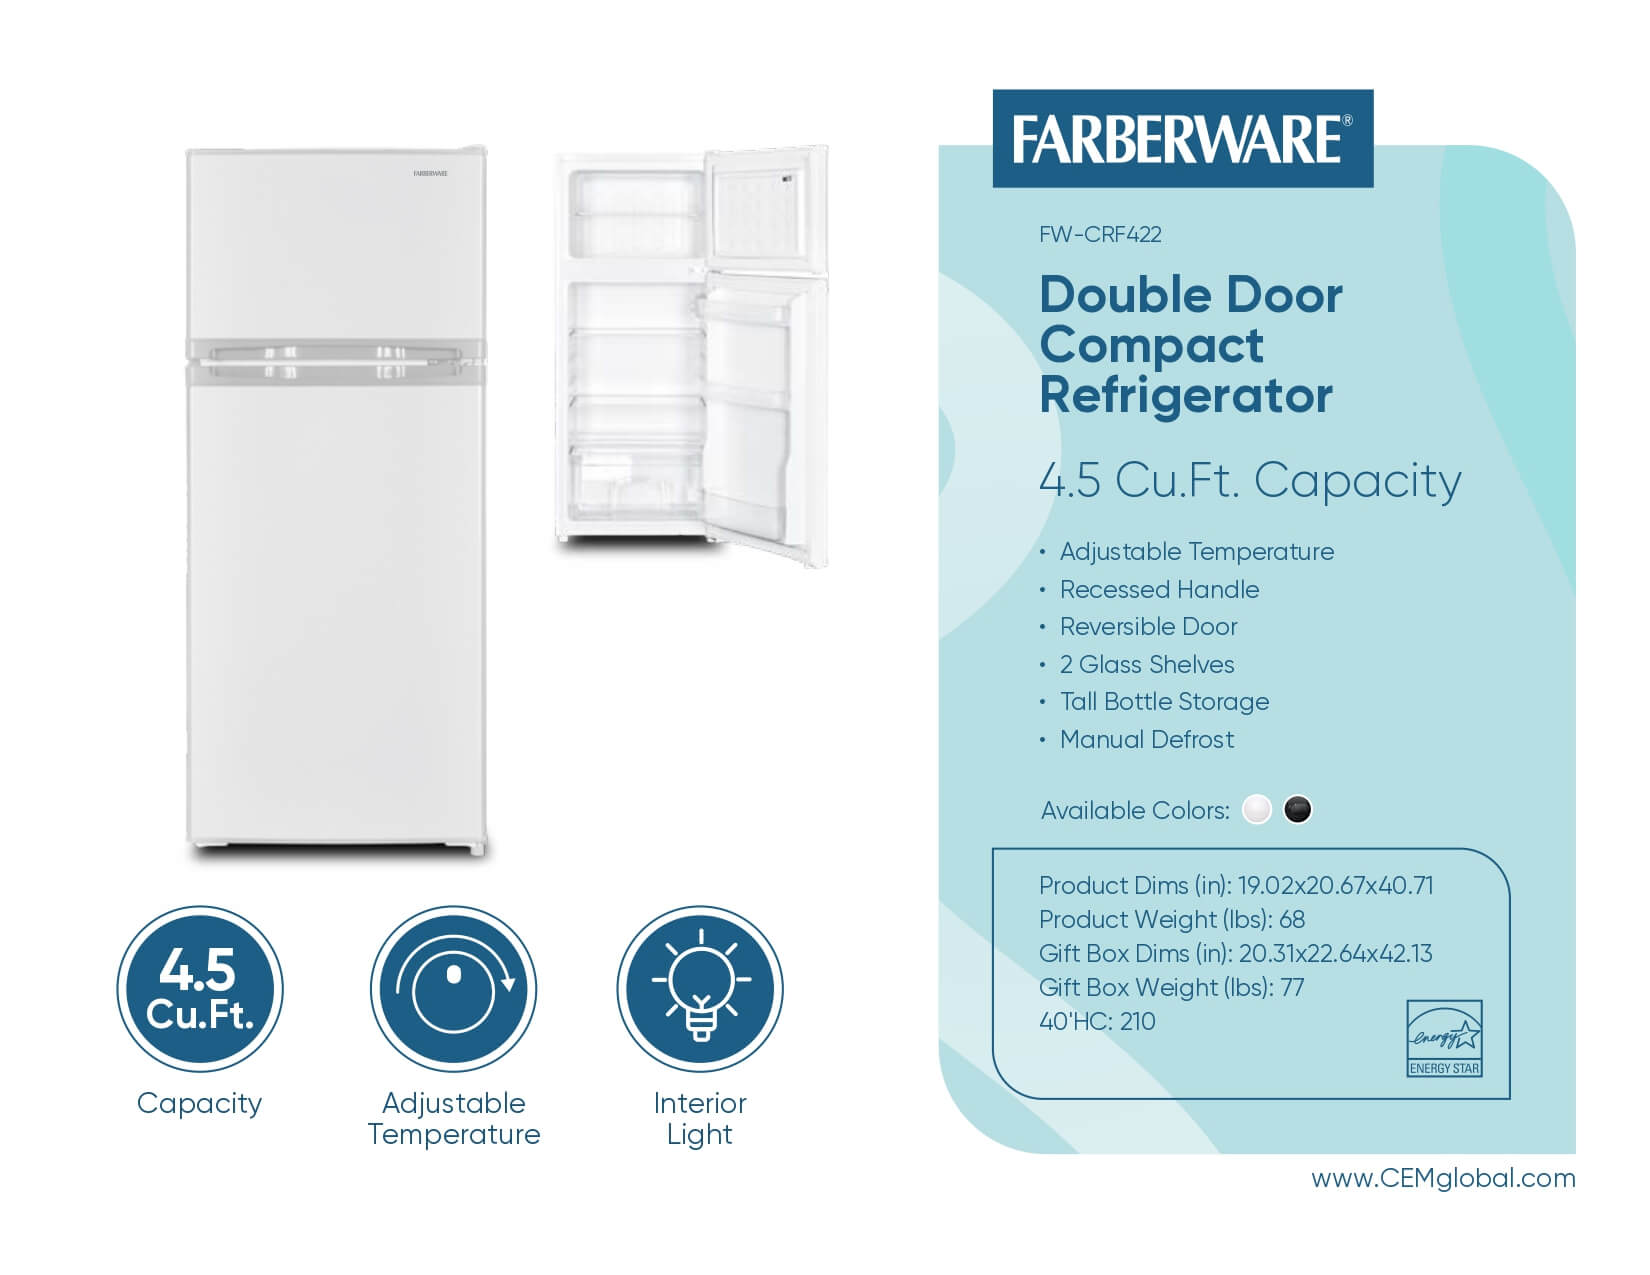 FARBERWARE
FARBERWARE®
FW-CRF422
Double Door
Compact
Refrigerator
4.5 Cu.Ft. Capacity
• Adjustable Temperature
• Recessed Handle
• Reversible Door
• 2 Glass Shelves
• Tall Bottle Storage
• Manual Defrost
Available Colors:
Product Dims (in): 19.02x20.67x40.71
Product Weight (lbs): 68
Gift Box Dims (in): 20.31x22.64x42.13
Gift Box Weight (lbs): 77
40'HC: 210
energy
ENERGY STAR
4.5
Cu.Ft.
Capacity
Adjustable
Temperature
Interior
Light
www.CEMglobal.com